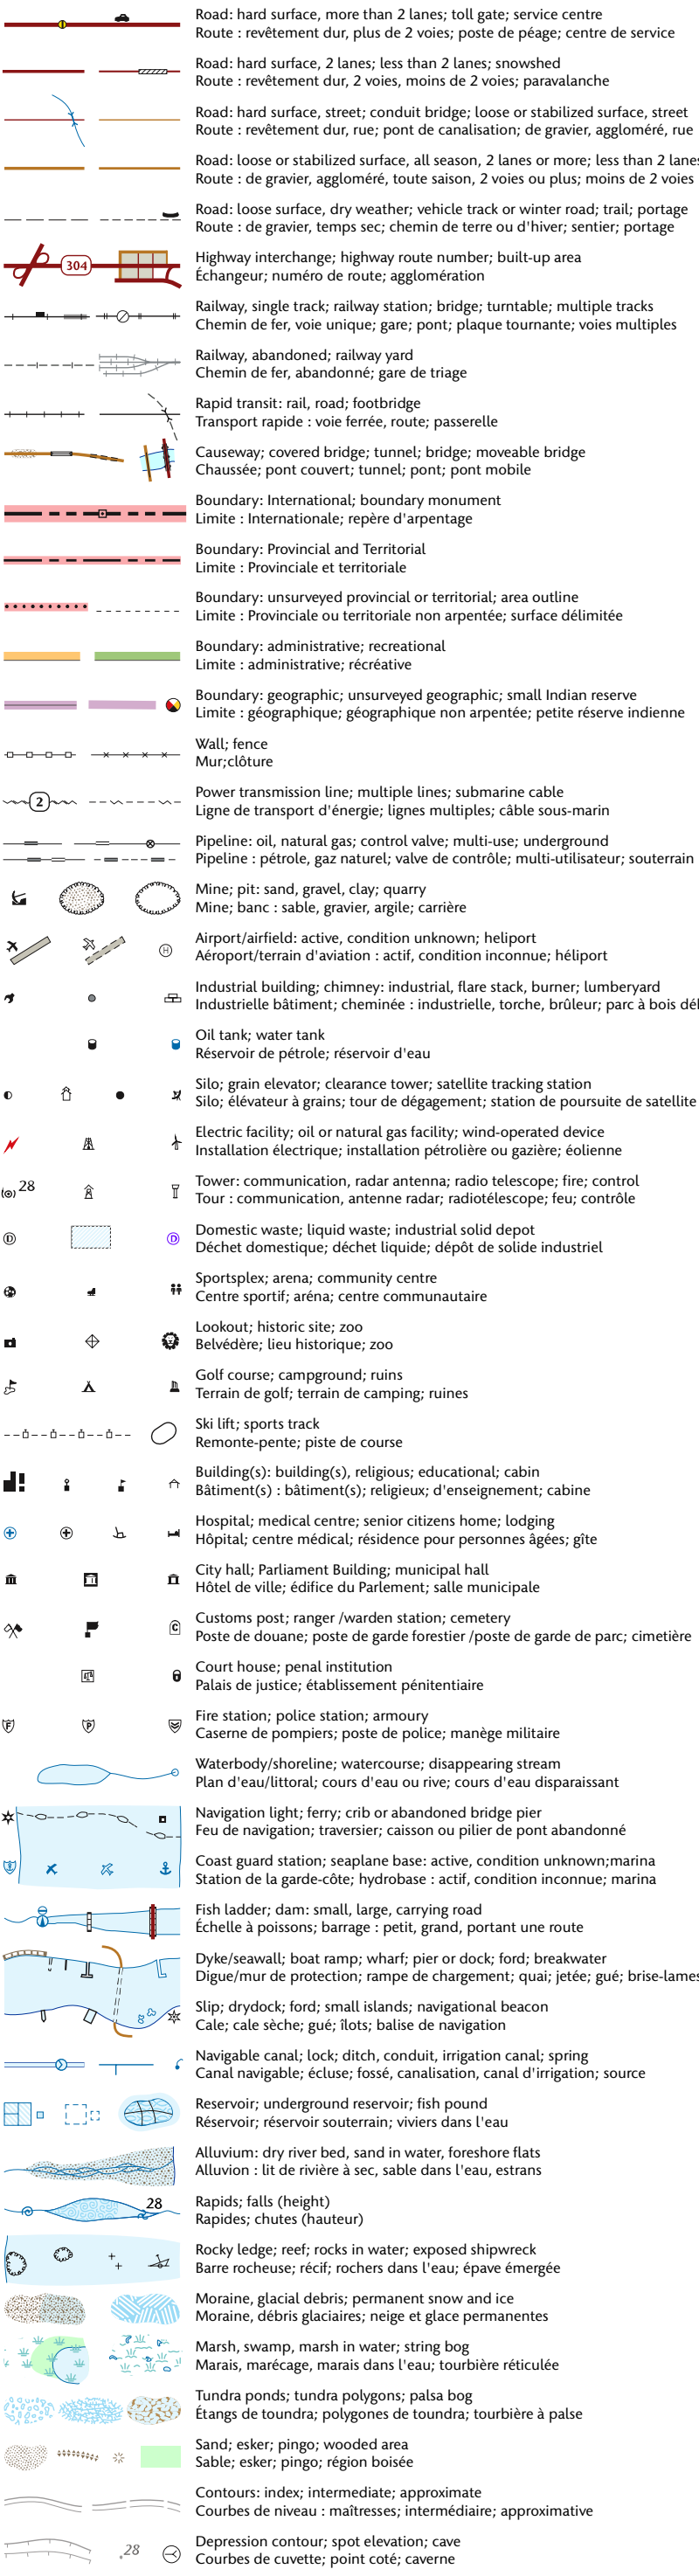 Road: hard surface, more than 2 lanes; toll gate; service centre
Route : revêtement dur, plus de 2 voies; poste de péage; centre de service
Road: hard surface, 2 lanes; less than 2 lanes; snowshed
Route : revêtement dur, 2 voies, moins de 2 voies; paravalanche
Road: hard surface, street; conduit bridge; loose or stabilized surface, street
Route : revêtement dur, rue; pont de canalisation; de gravier, aggloméré, rue
Road: loose or stabilized surface, all season, 2 lanes or more; less than 2 lanes
Route : de gravier, aggloméré, toute saison, 2 voies ou plus; moins de 2 voies
Road: loose surface, dry weather; vehicle track or winter road; trail; portage
Route : de gravier, temps sec; chemin de terre ou d'hiver; sentier; portage
304
Highway interchange; highway route number; built-up area
Échangeur; numéro de route; agglomération
Railway, single track; railway station; bridge; turntable; multiple tracks
Chemin de fer, voie unique; gare; pont; plaque tournante; voies multiples
Railway, abandoned; railway yard
Chemin de fer, abandonné; gare de triage
Rapid transit: rail, road; footbridge
Transport rapide : voie ferrée, route; passerelle
Causeway; covered bridge; tunnel; bridge; moveable bridge
Chaussée; pont couvert; tunnel; pont; pont mobile
Boundary: International; boundary monument
Limite : Internationale; repère d'arpentage
Boundary: Provincial and Territorial
Limite : Provinciale et territoriale
Boundary: unsurveyed provincial or territorial; area outline
Limite : Provinciale ou territoriale non arpentée; surface délimitée
Boundary: administrative; recreational
Limite : administrative; récréative
Boundary: geographic; unsurveyed geographic; small Indian reserve
Limite : géographique; géographique non arpentée; petite réserve indienne
Wall; fence
Mur;clôture
2
Power transmission line; multiple lines; submarine cable
Ligne de transport d'énergie; lignes multiples; câble sous-marin
Pipeline: oil, natural gas; control valve; multi-use; underground
Pipeline : pétrole, gaz naturel; valve de contrôle; multi-utilisateur; souterrain
Mine; pit: sand, gravel, clay; quarry
Mine; banc : sable, gravier, argile; carrière
H
Airport/airfield: active, condition unknown; heliport
Aéroport/terrain d'aviation : actif, condition inconnue; héliport
Industrial building; chimney: industrial, flare stack, burner; lumberyard
Industrielle bâtiment; cheminée : industrielle, torche, brûleur; parc à bois dél
Oil tank; water tank
Réservoir de pétrole; réservoir d'eau
Silo; grain elevator; clearance tower; satellite tracking station
Silo; élévateur à grains; tour de dégagement; station de poursuite de satellite
Electric facility; oil or natural gas facility; wind-operated device
Installation électrique; installation pétrolière ou gazière; éolienne
28
Tower: communication, radar antenna; radio telescope; fire; control
Tour : communication, antenne radar; radiotélescope; feu; contrôle
D
D
Domestic waste; liquid waste; industrial solid depot
Déchet domestique; déchet liquide; dépôt de solide industriel
Sportsplex; arena; community centre
Centre sportif; aréna; centre communautaire
Lookout; historic site; zoo
Belvédère; lieu historique; zoo
Golf course; campground; ruins
Terrain de golf; terrain de camping; ruines
Ski lift; sports track
Remonte-pente; piste de course
Building(s): building(s), religious; educational; cabin
Bâtiment(s) : bâtiment(s); religieux; d'enseignement; cabine
Hospital; medical centre; senior citizens home; lodging
Hôpital; centre médical; résidence pour personnes âgées; gîte
City hall; Parliament Building; municipal hall
Hôtel de ville; édifice du Parlement; salle municipale
C
Customs post; ranger /warden station; cemetery
Poste de douane; poste de garde forestier /poste de garde de parc; cimetière
Court house; penal institution
Palais de justice; établissement pénitentiaire
F
P
Fire station; police station; armoury
Caserne de pompiers; poste de police; manège militaire
Waterbody/shoreline; watercourse; disappearing stream
Plan d'eau/littoral; cours d'eau ou rive; cours d'eau disparaissant
Navigation light; ferry; crib or abandoned bridge pier
Feu de navigation; traversier; caisson ou pilier de pont abandonné
Coast guard station; seaplane base: active, condition unknown;marina
Station de la garde-côte; hydrobase : actif, condition inconnue; marina
Fish ladder; dam: small, large, carrying road
Échelle à poissons; barrage : petit, grand, portant une route
Dyke/seawall; boat ramp; wharf; pier or dock; ford; breakwater
Digue/mur de protection; rampe de chargement; quai; jetée; gué; brise-lames
Slip; drydock; ford; small islands; navigational beacon
Cale; cale sèche; gué; îlots; balise de navigation
Navigable canal; lock; ditch, conduit, irrigation canal; spring
Canal navigable; écluse; fossé, canalisation, canal d'irrigation; source
Reservoir; underground reservoir; fish pound
Réservoir; réservoir souterrain; viviers dans l'eau
Alluvium: dry river bed, sand in water, foreshore flats
Alluvion : lit de rivière à sec, sable dans l'eau, estrans
28
Rapids; falls (height)
Rapides; chutes (hauteur)
Rocky ledge; reef; rocks in water; exposed shipwreck
Barre rocheuse; récif; rochers dans l'eau; épave émergée
Moraine, glacial debris; permanent snow and ice
Moraine, débris glaciaires; neige et glace permanentes
Marsh, swamp, marsh in water; string bog
Marais, marécage, marais dans l'eau; tourbière réticulée
Tundra ponds; tundra polygons; palsa bog
Étangs de toundra; polygones de toundra; tourbière à palse
Sand; esker; pingo; wooded area
Sable; esker; pingo; région boisée
Contours: index; intermediate; approximate
Courbes de niveau : maîtresses; intermédiaire; approximative
.28
Depression contour; spot elevation; cave
Courbes de cuvette; point coté; caverne